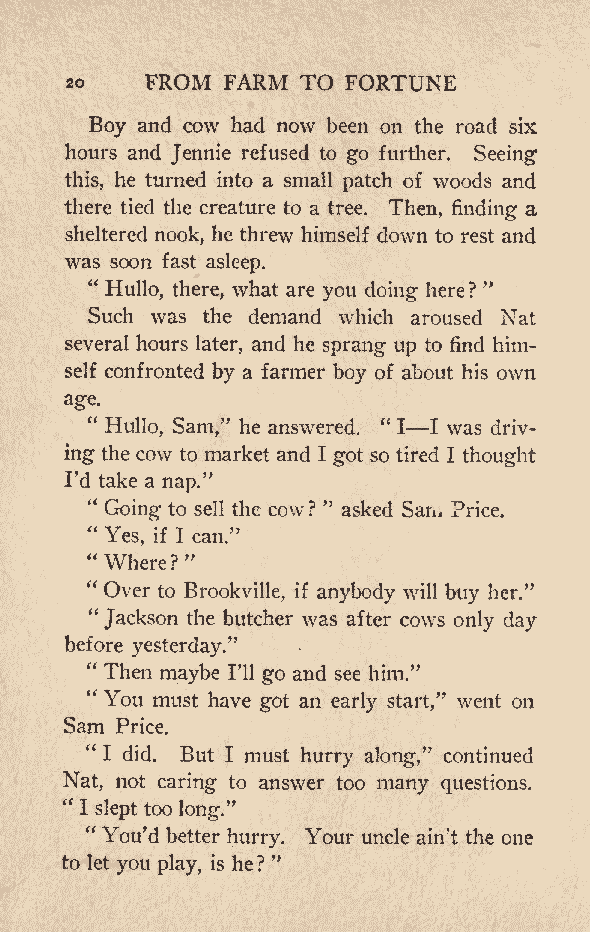 20 FROM FARM TO FORTUNE
Boy and cow had now been on the road six
hours and Jennie refused to go further. Seeing
this, he turned into a small patch of woods and
there tied the creature to a tree. Then, finding a
sheltered nook, he threw himself down to rest and
was soon fast asleep.
“ Hullo, there, what are you doing here? ”
Such was the demand which aroused Nat
several hours later, and he sprang up to find him-
self confronted by a farmer boy of about his own
age.
“ Hullo, Sam,” he answered. “ I—I was driv-
ing the cow to market and I got so tired I thought
I’d take a nap.”
“ Going to sell the cow? ” asked Sam Price.
“ Yes, if I can.”
“ Where? ”
“ Over to Brookville, if anybody will buy her.”
“ Jackson the butcher was after cows only day
before yesterday.”
“ Then maybe I’ll go and see him.”
“ You must have got an early start,” went on
Sam Price.
“ I did. But I must hurry along,” continued
Nat, not caring to answer too many questions.
“ I slept too long.”
“ You’d better hurry. Your uncle ain’t the one
to let you play, is he? ”